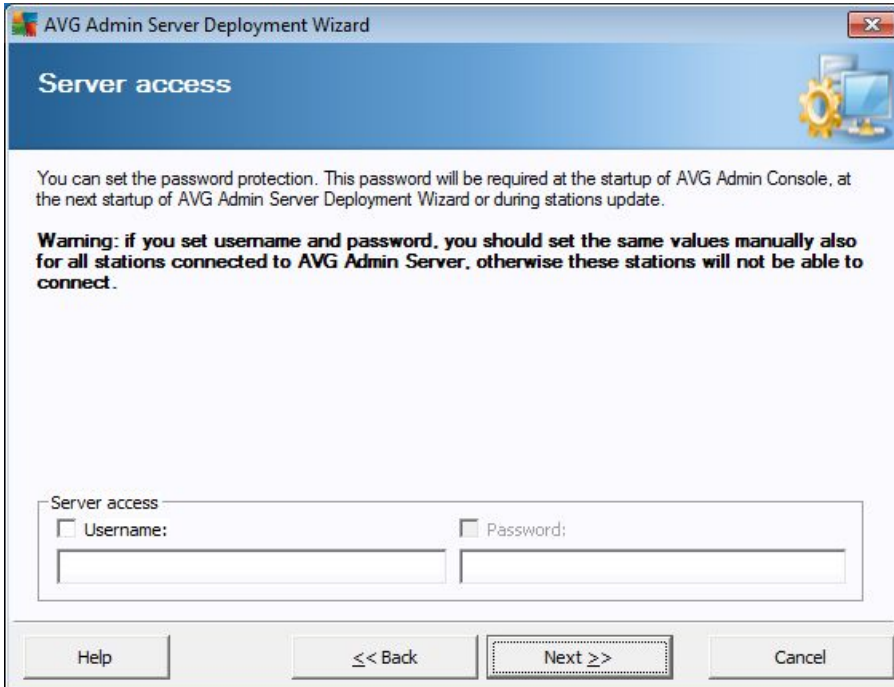 AVG Admin Server Deployment Wizard
Server access
You can set the password protection. This password will be required at the startup of AVG Admin Console, at
the next startup of AVG Admin Server Deployment Wizard or during stations update.
Warning: if you set username and password, you should set the same values manually also
for all stations connected to AVG Admin Server, otherwise these stations will not be able to
connect.
Server access
Username: Password:
Help << Back Next >> Cancel